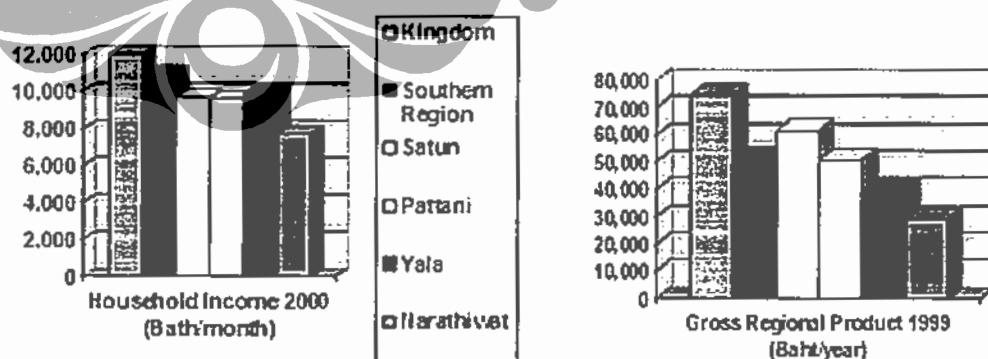 12.000
10.000
8.000
6.000
4.000
2.000
0
Household Income 2000
(Bath/month)
Kingdom
Southern
Region
Satun
Pattani
Yala
Narathiwat
80,000
70,000
60,000
50,000
40,000
30,000
20,000
10,000
0
Gross Regional Product 1999
(Baht/year)